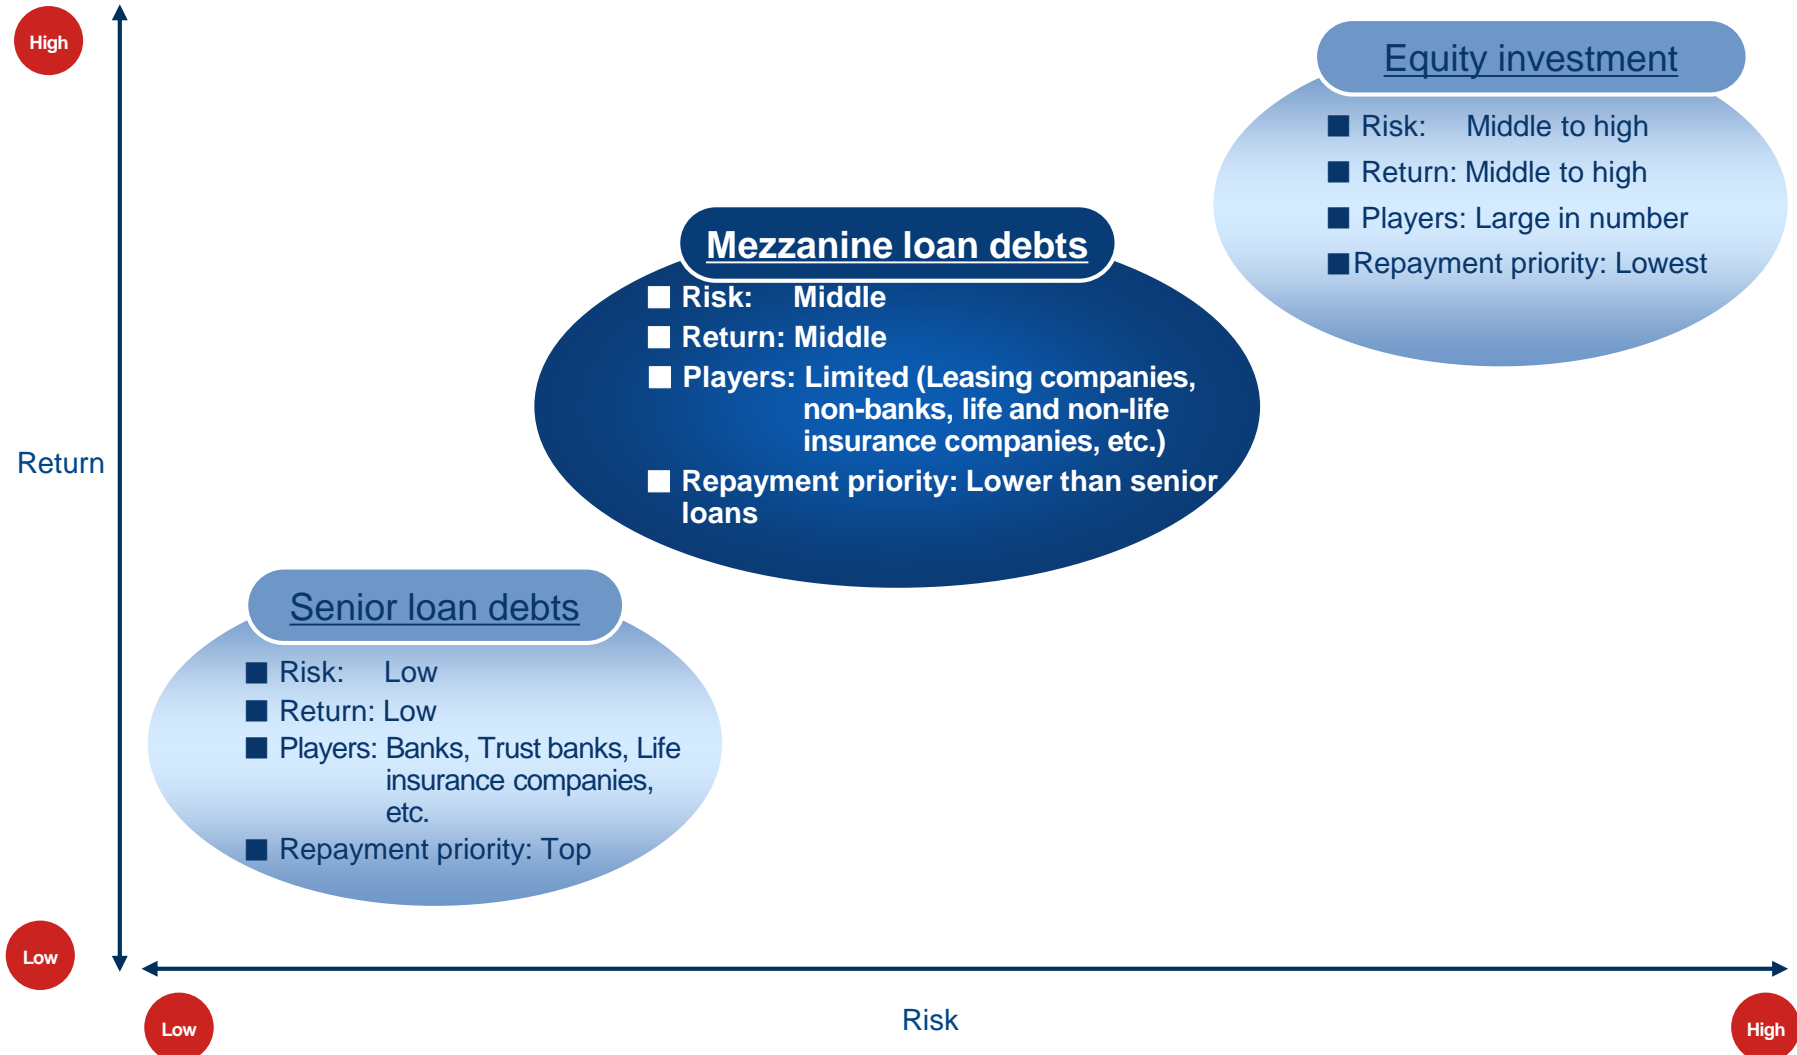 High
Equity investment
■ Risk: Middle to high
■ Return: Middle to high
■ Players: Large in number
■ Repayment priority: Lowest
Mezzanine loan debts
■ Risk: Middle
■ Return: Middle
■ Players: Limited (Leasing companies,
non-banks, life and non-life
insurance companies, etc.)
■ Repayment priority: Lower than senior
loans
Return
Senior loan debts
■ Risk: Low
■ Return: Low
■ Players: Banks, Trust banks, Life
insurance companies,
etc.
■ Repayment priority: Top
Low
Low
Risk
High